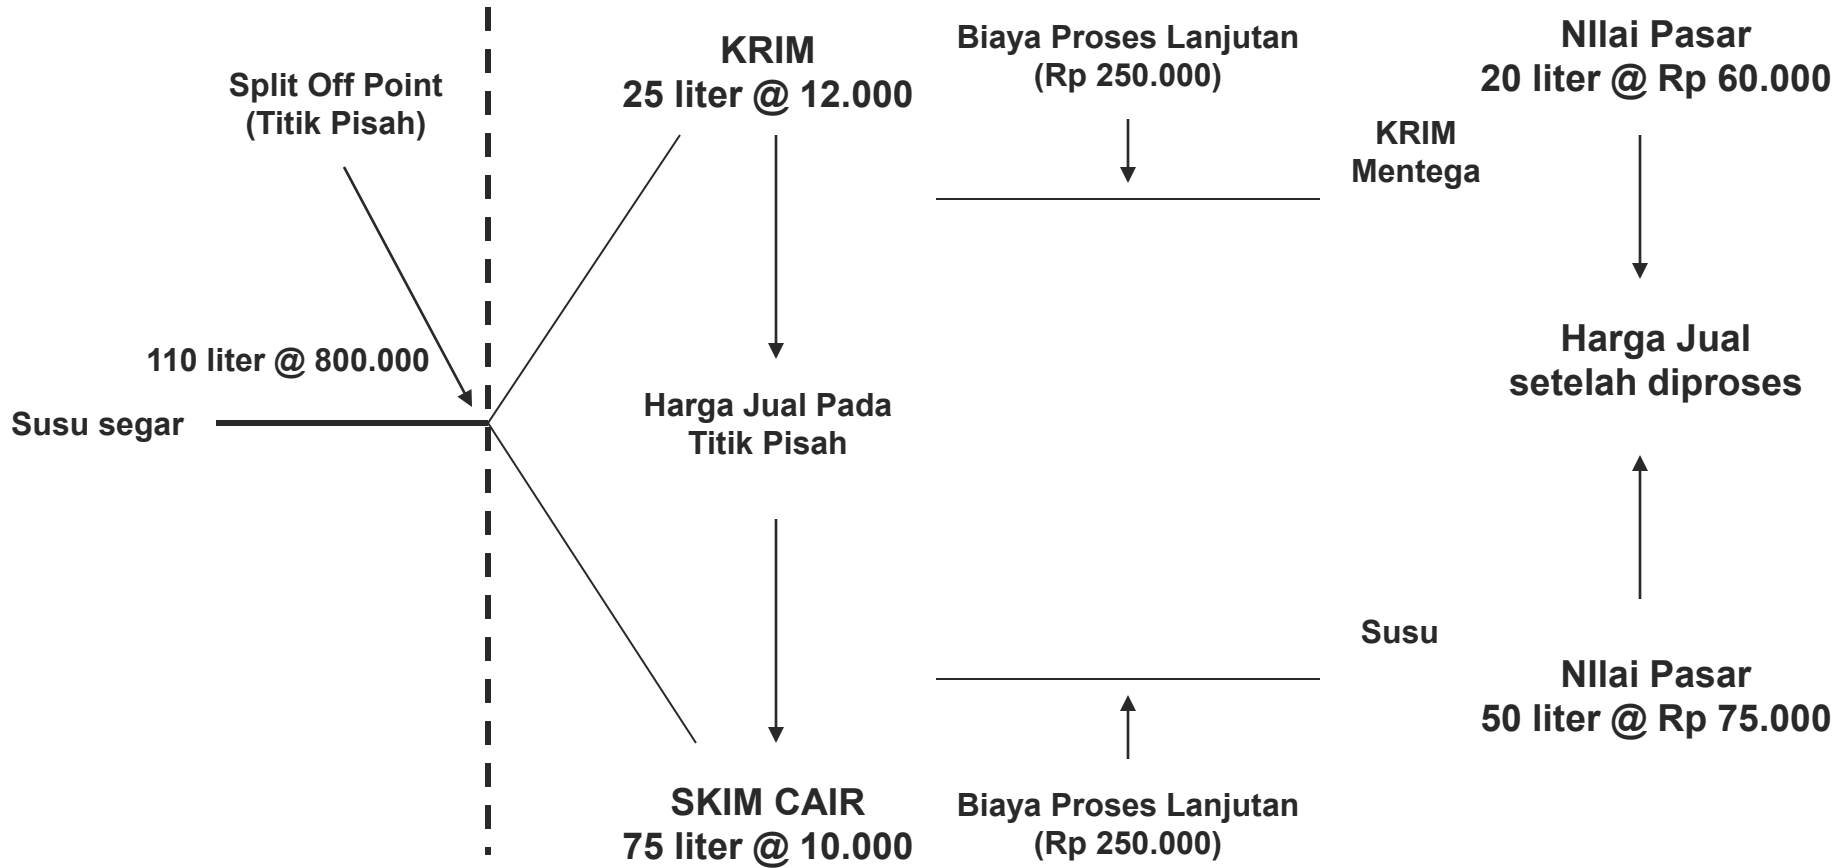 Split Off Point
(Titik Pisah)
KRIM
25 liter @ 12.000
Biaya Proses Lanjutan
(Rp 250.000)
NIlai Pasar
20 liter @ Rp 60.000
KRIM
Mentega
110 liter @ 800.000
Susu segar
Harga Jual Pada
Titik Pisah
Harga Jual
setelah diproses
Susu
NIlai Pasar
50 liter @ Rp 75.000
SKIM CAIR
75 liter @ 10.000
Biaya Proses Lanjutan
(Rp 250.000)